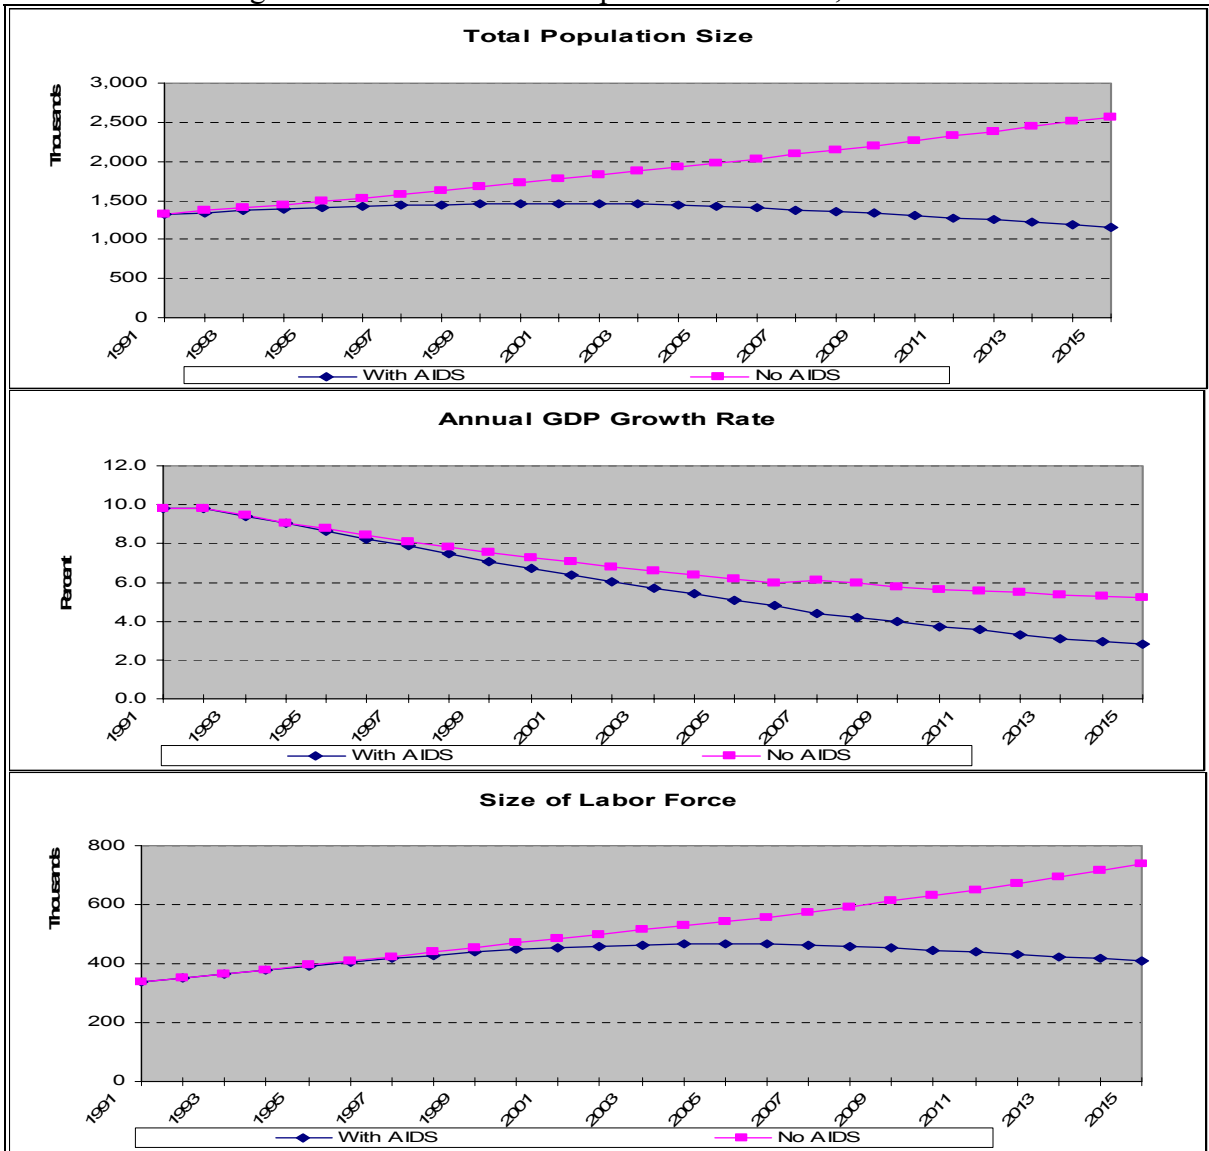 Total Population Size
Thousands
3,000
2,500
2,000
1,500
1,000
500
0
1991 1993 1995 1997 1999 2001 2003 2005 2007 2009 2011 2013 2015
With AIDS No AIDS
Annual GDP Growth Rate
Percent
12.0
10.0
8.0
6.0
4.0
2.0
0.0
1991 1993 1995 1997 1999 2001 2003 2005 2007 2009 2011 2013 2015
With AIDS No AIDS
Size of Labor Force
Thousands
800
600
400
200
0
1991 1993 1995 1997 1999 2001 2003 2005 2007 2009 2011 2013 2015
With AIDS No AIDS